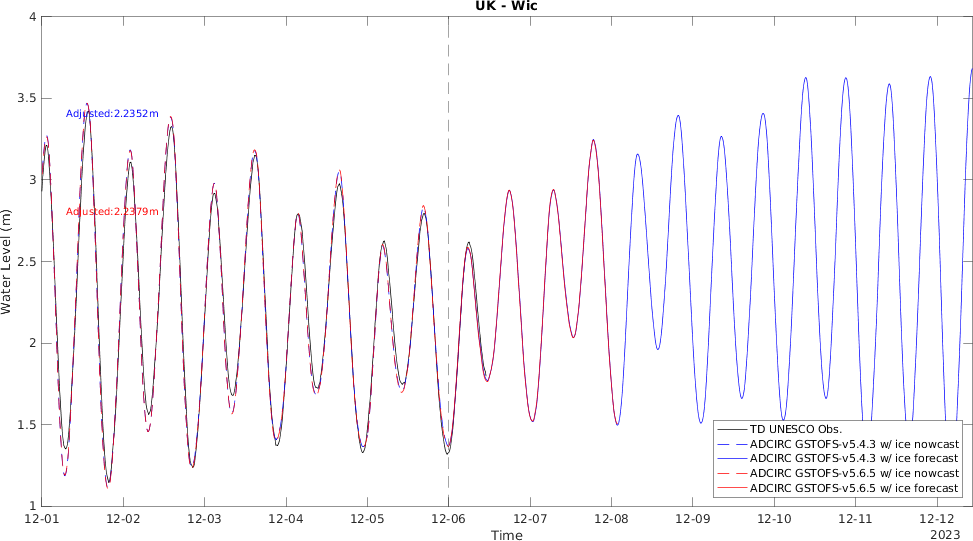 UK - Wic
4
3.5
3
2.5
2
1.5
1
Water Level (m)
Adjusted:2.2352m
Adjusted:2.2379m
TD UNESCO Obs.
ADCIRC GSTOFS-v5.4.3 w/ ice nowcast
ADCIRC GSTOFS-v5.4.3 w/ ice forecast
ADCIRC GSTOFS-v5.6.5 w/ ice nowcast
ADCIRC GSTOFS-v5.6.5 w/ ice forecast
12-01 12-02 12-03 12-04 12-05 12-06 12-07 12-08 12-09 12-10 12-11 12-12
Time
2023